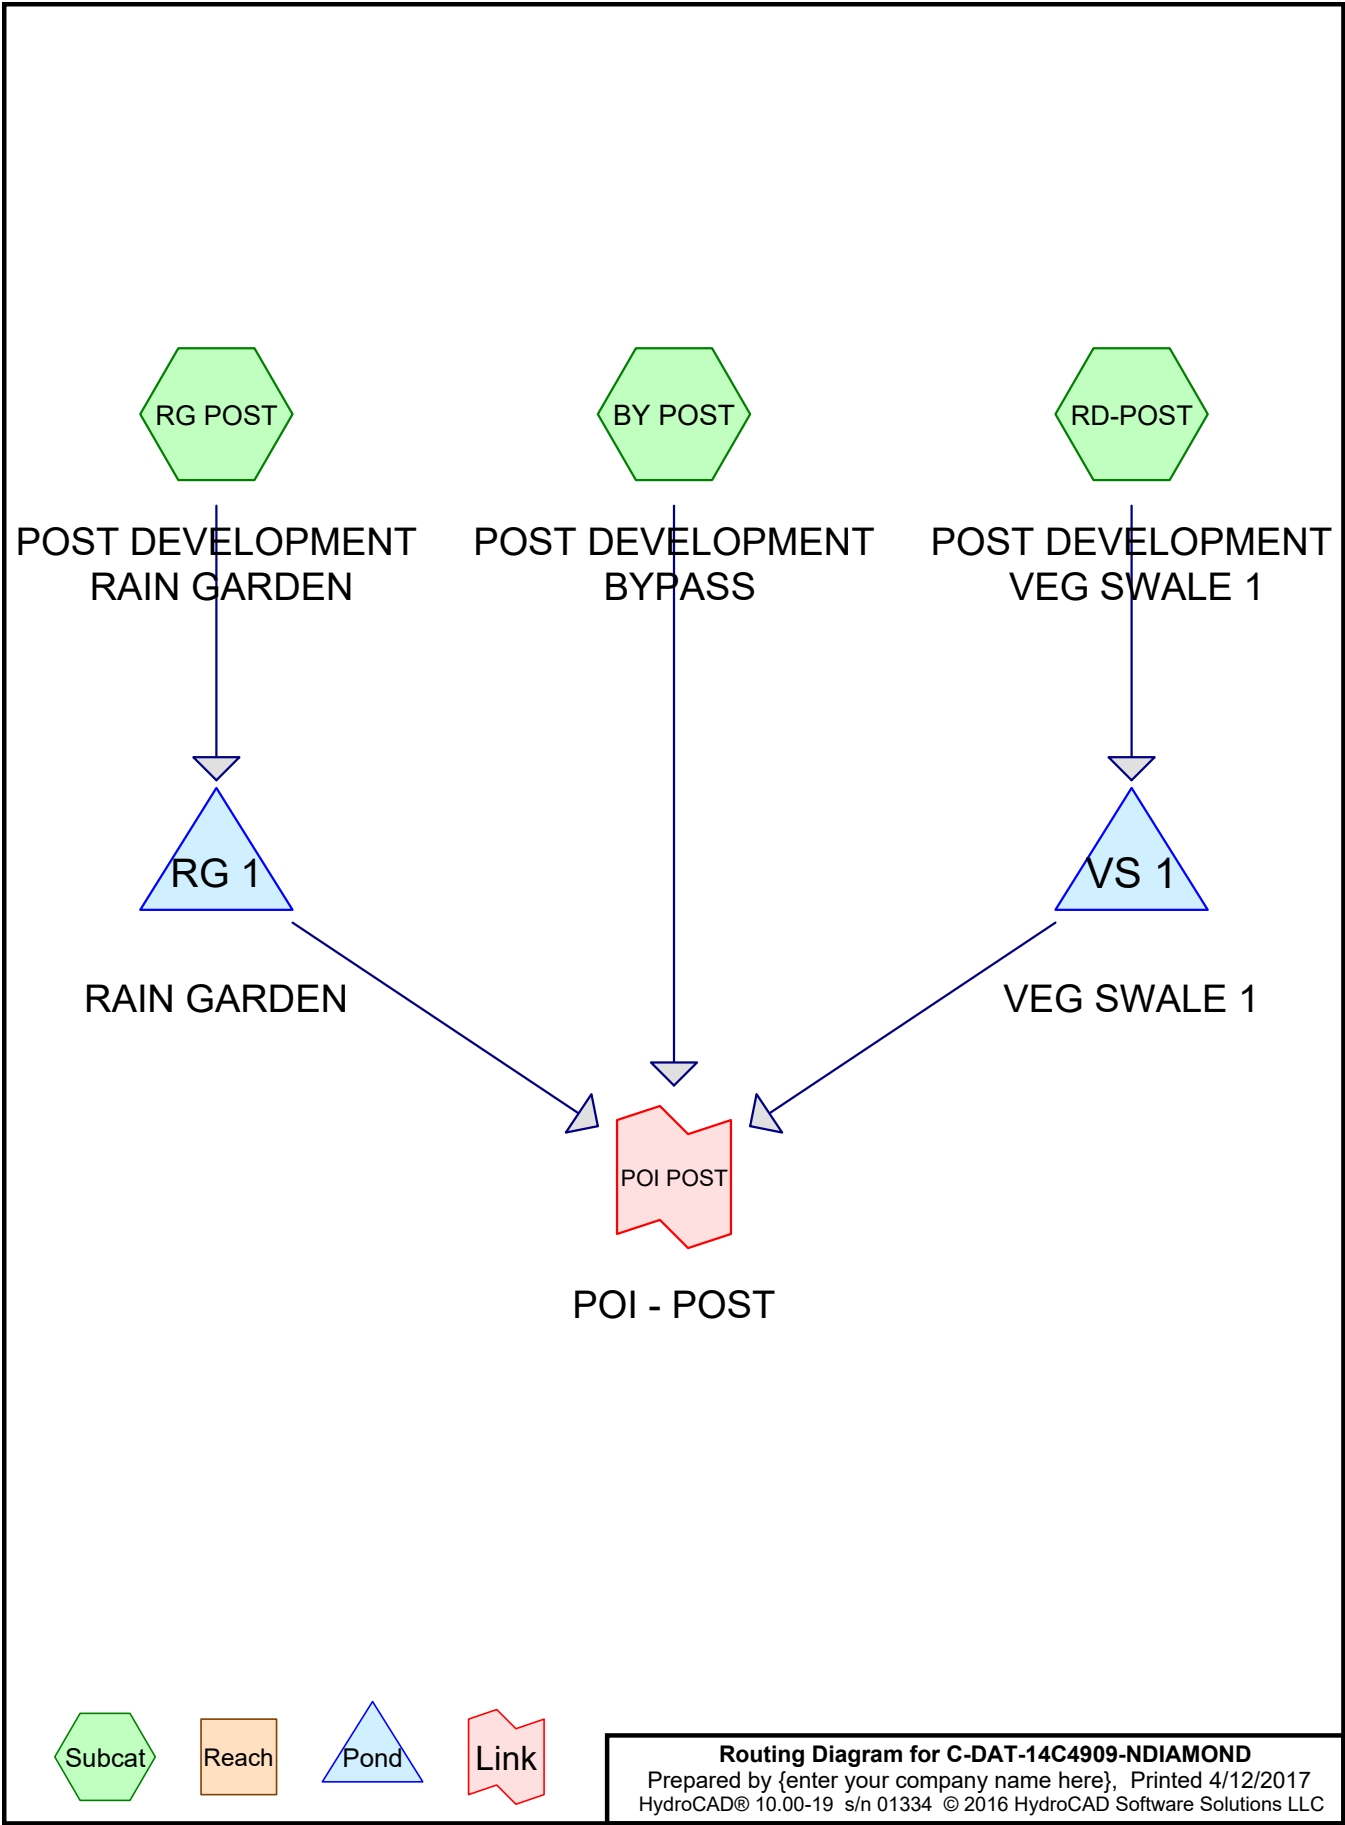 RG POST
BY POST
RD-POST
POST DEVELOPMENT
RAIN GARDEN
POST DEVELOPMENT
BYPASS
POST DEVELOPMENT
VEG SWALE 1
RG 1
VS 1
RAIN GARDEN
VEG SWALE 1
POI POST
POI - POST
Subcat
Reach
Pond
Link
Routing Diagram for C-DAT-14C4909-NDIAMOND
Prepared by {enter your company name here}, Printed 4/12/2017
HydroCAD® 10.00-19 s/n 01334 © 2016 HydroCAD Software Solutions LLC